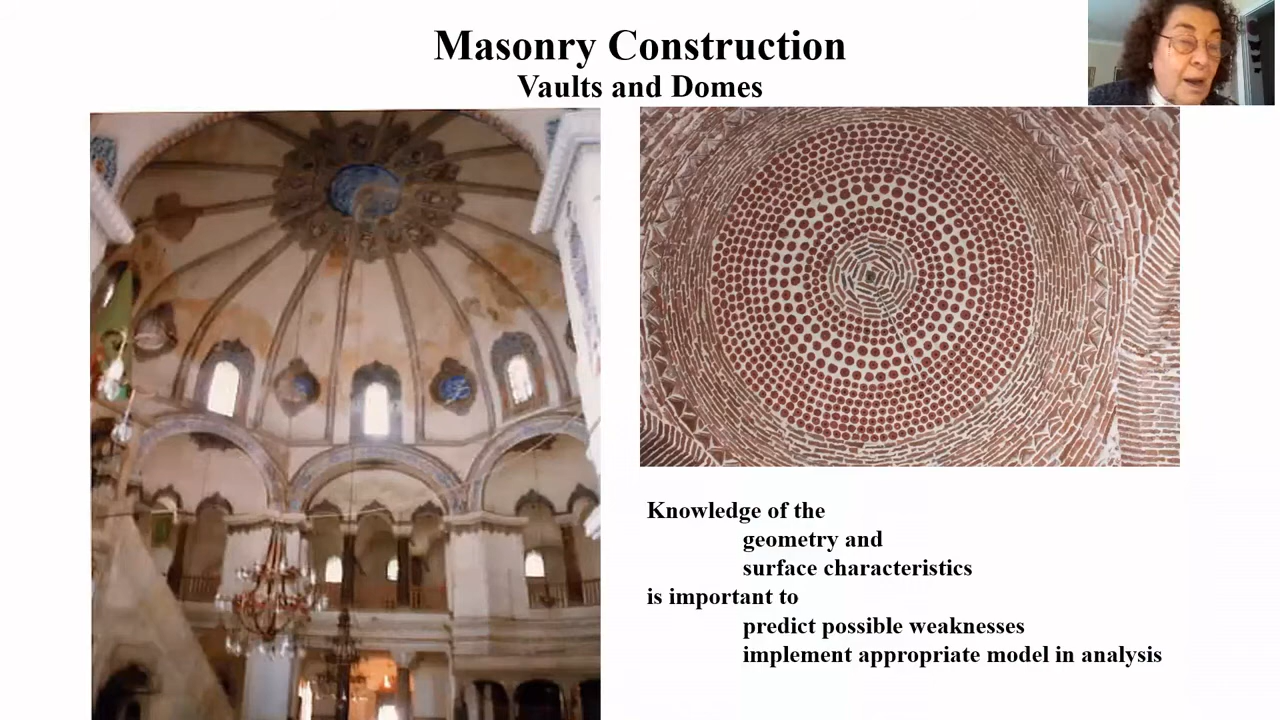 Masonry Construction
Vaults and Domes
Knowledge of the
geometry and
surface characteristics
is important to
predict possible weaknesses
implement appropriate model in analysis